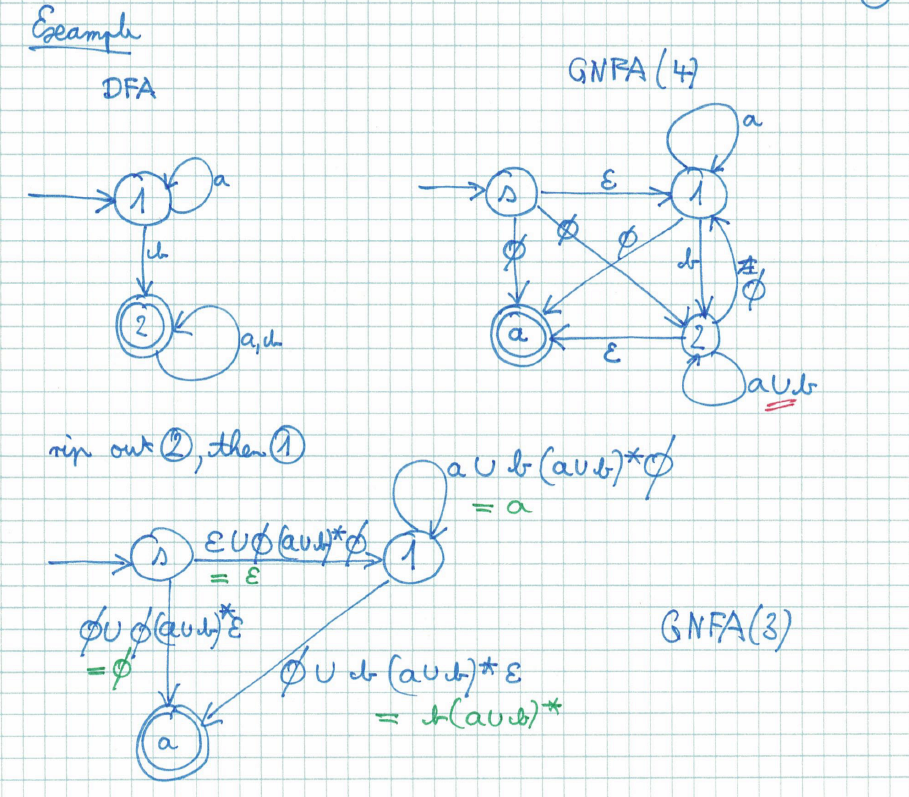 Example
DFA
GNFA (4)
a
a
s
ε
1
1
b
∅
∅
∅
b
∅
2
a,b
a
ε
2
a∪b
rip out ②, then ①
a ∪ b(a∪b)*∅
= a
s
ε∪∅(a∪b)*∅
1
= ε
∅∪∅(a∪b)*ε
= ∅
GNFA(3)
∅ ∪ b(a∪b)*ε
= b(a∪b)*
a